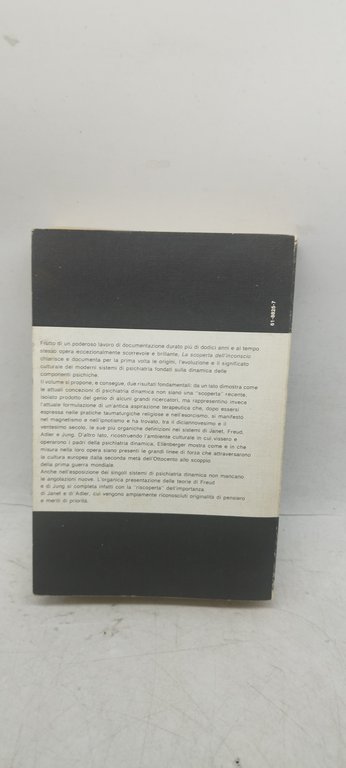 61-8835-7
Frutto di un poderoso lavoro di documentazione durato più di dodici anni e al tempo
stesso opera eccezionalmente scorrevole e brillante, La scoperta dell'inconscio
chiarisce e documenta per la prima volta le origini, l'evoluzione e il significato
culturale dei moderni sistemi di psichiatria fondati sulla dinamica delle
componenti psichiche.
Il volume si propone, e consegue, due risultati fondamentali: da un lato dimostra come
le attuali concezioni di psichiatria dinamica non siano una "scoperta" recente,
isolato prodotto del genio di alcuni grandi ricercatori, ma rappresentino invece
l'attuale formulazione di un'antica aspirazione terapeutica che, dopo essersi
espressa nelle pratiche taumaturgiche religiose e nell'esorcismo, si manifestò
nel magnetismo e nell'ipnotismo e ha trovato, tra il diciannovesimo e il
ventesimo secolo, le sue più organiche definizioni nei sistemi di Janet, Freud,
Adler e Jung. D'altro lato, ricostruendo l'ambiente culturale in cui vissero e
operarono i padri della psichiatria dinamica, Ellenberger mostra come e in che
misura nella loro opera siano presenti le grandi linee di forza che attraversarono
la cultura europea dalla seconda metà dell'Ottocento allo scoppio
della prima guerra mondiale.
Anche nell'esposizione dei singoli sistemi di psichiatria dinamica non mancano
le angolazioni nuove. L'organica presentazione delle teorie di Freud
e di Jung si completa infatti con la "riscoperta" dell'importanza
di Janet e di Adler, cui vengono ampiamente riconosciuti originalità di pensiero
e meriti di priorità.